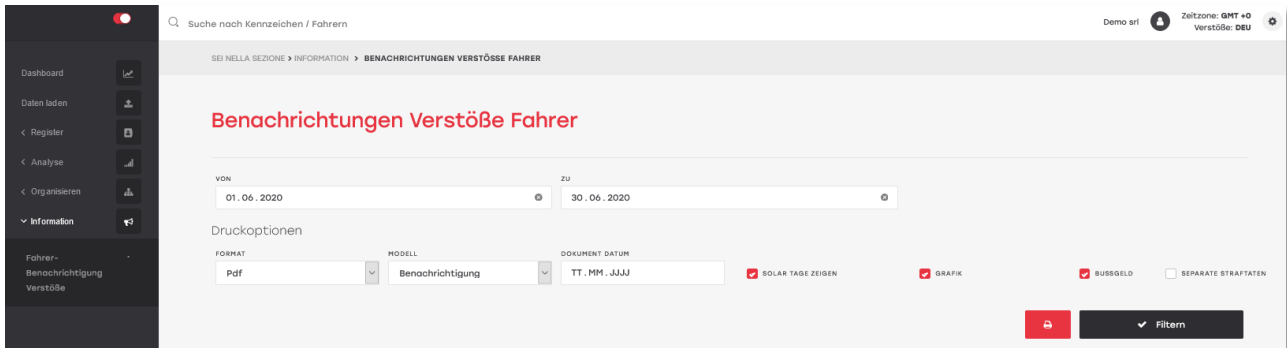 Suche nach Kennzeichen / Fahrern
Demo srl
Zeitzone: GMT +0
Verstöße: DEU
SEI NELLA SEZIONE > INFORMATION > BENACHRICHTUNGEN VERSTÖSSE FAHRER
Dashboard
Daten laden
< Register
< Analyse
< Organisieren
Information
Fahrer-
Benachrichtigung
Verstöße
Benachrichtungen Verstöße Fahrer
VON
ZU
01.06.2020
30.06.2020
Druckoptionen
FORMAT
MODELL
DOKUMENT DATUM
Pdf
Benachrichtigung
TT.MM.JJJJ
SOLAR TAGE ZEIGEN
GRAFIK
BUSSGELD
SEPARATE STRAFTATEN
Filtern